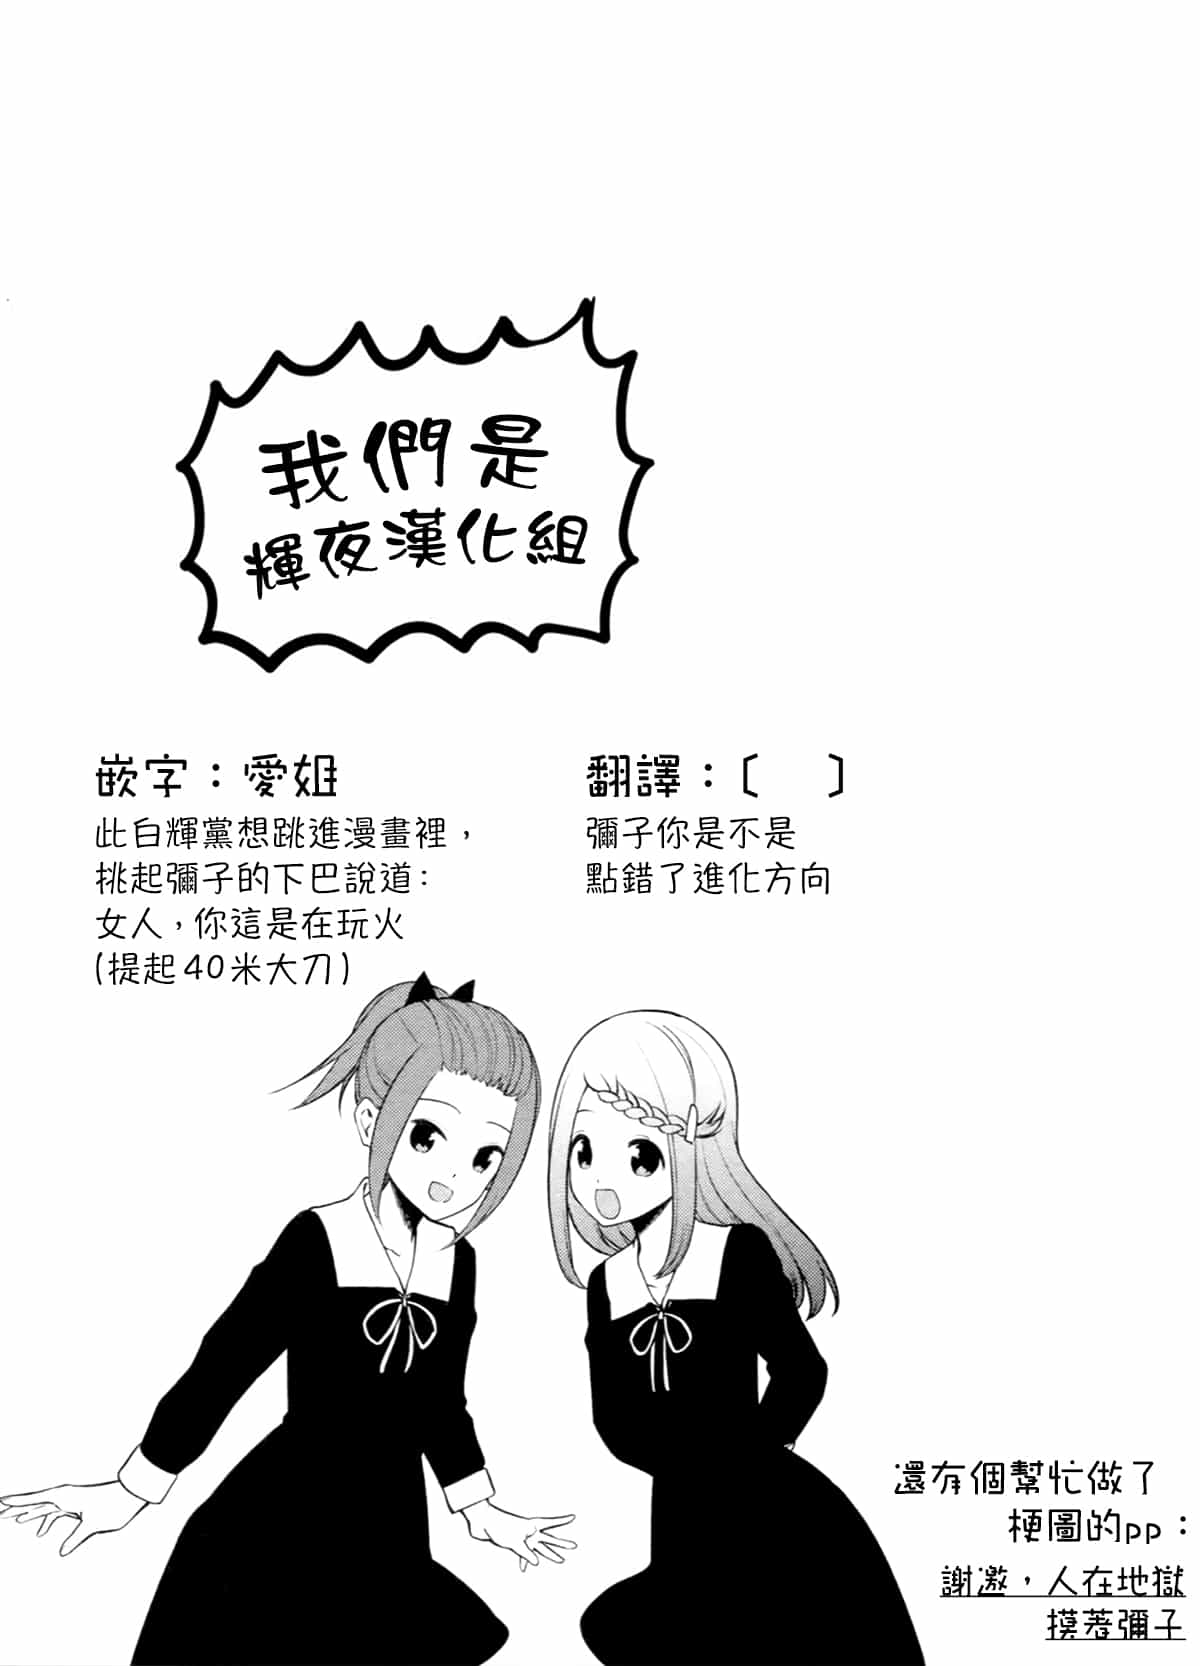 我們是
輝夜漢化組
嵌字：愛姐
此白輝黨想跳進漫畫裡，
挑起彌子的下巴說道：
女人，你這是在玩火
(提起40米大刀)
翻譯：〔　〕
彌子你是不是
點錯了進化方向
還有個幫忙做了
梗圖的pp：
謝邀，人在地獄
摸著彌子